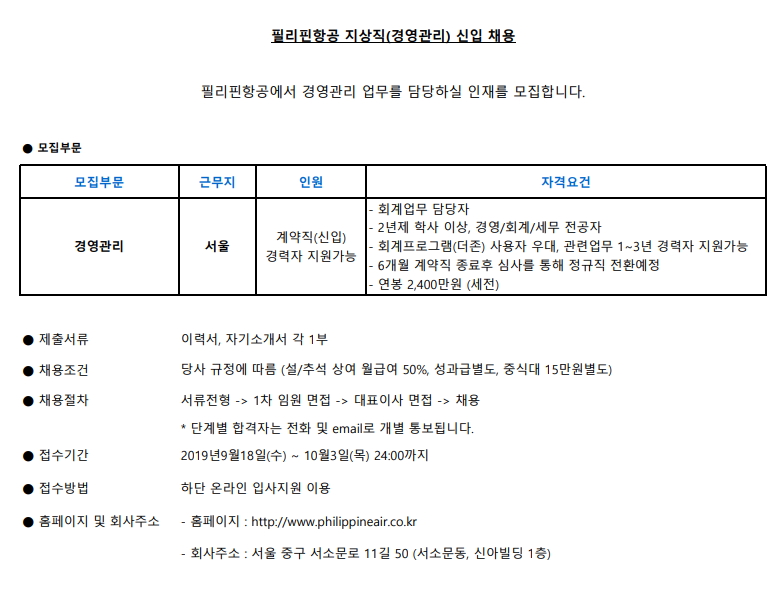 필리핀항공 지상직(경영관리) 신입 채용
필리핀항공에서 경영관리 업무를 담당하실 인재를 모집합니다.
● 모집부문
모집부문 근무지 인원 자격요건
경영관리 서울 계약직(신입) 경력자 지원가능
- 회계업무 담당자
- 2년제 학사 이상, 경영/회계/세무 전공자
- 회계프로그램(더존) 사용자 우대, 관련업무 1~3년 경력자 지원가능
- 6개월 계약직 종료후 심사를 통해 정규직 전환예정
- 연봉 2,400만원 (세전)
● 제출서류 이력서, 자기소개서 각 1부
● 채용조건 당사 규정에 따름 (설/추석 상여 월급여 50%, 성과급별도, 중식대 15만원별도)
● 채용절차 서류전형 -> 1차 임원 면접 -> 대표이사 면접 -> 채용
* 단계별 합격자는 전화 및 email로 개별 통보됩니다.
● 접수기간 2019년9월18일(수) ~ 10월3일(목) 24:00까지
● 접수방법 하단 온라인 입사지원 이용
● 홈페이지 및 회사주소 - 홈페이지 : http://www.philippineair.co.kr
- 회사주소 : 서울 중구 서소문로 11길 50 (서소문동, 신아빌딩 1층)